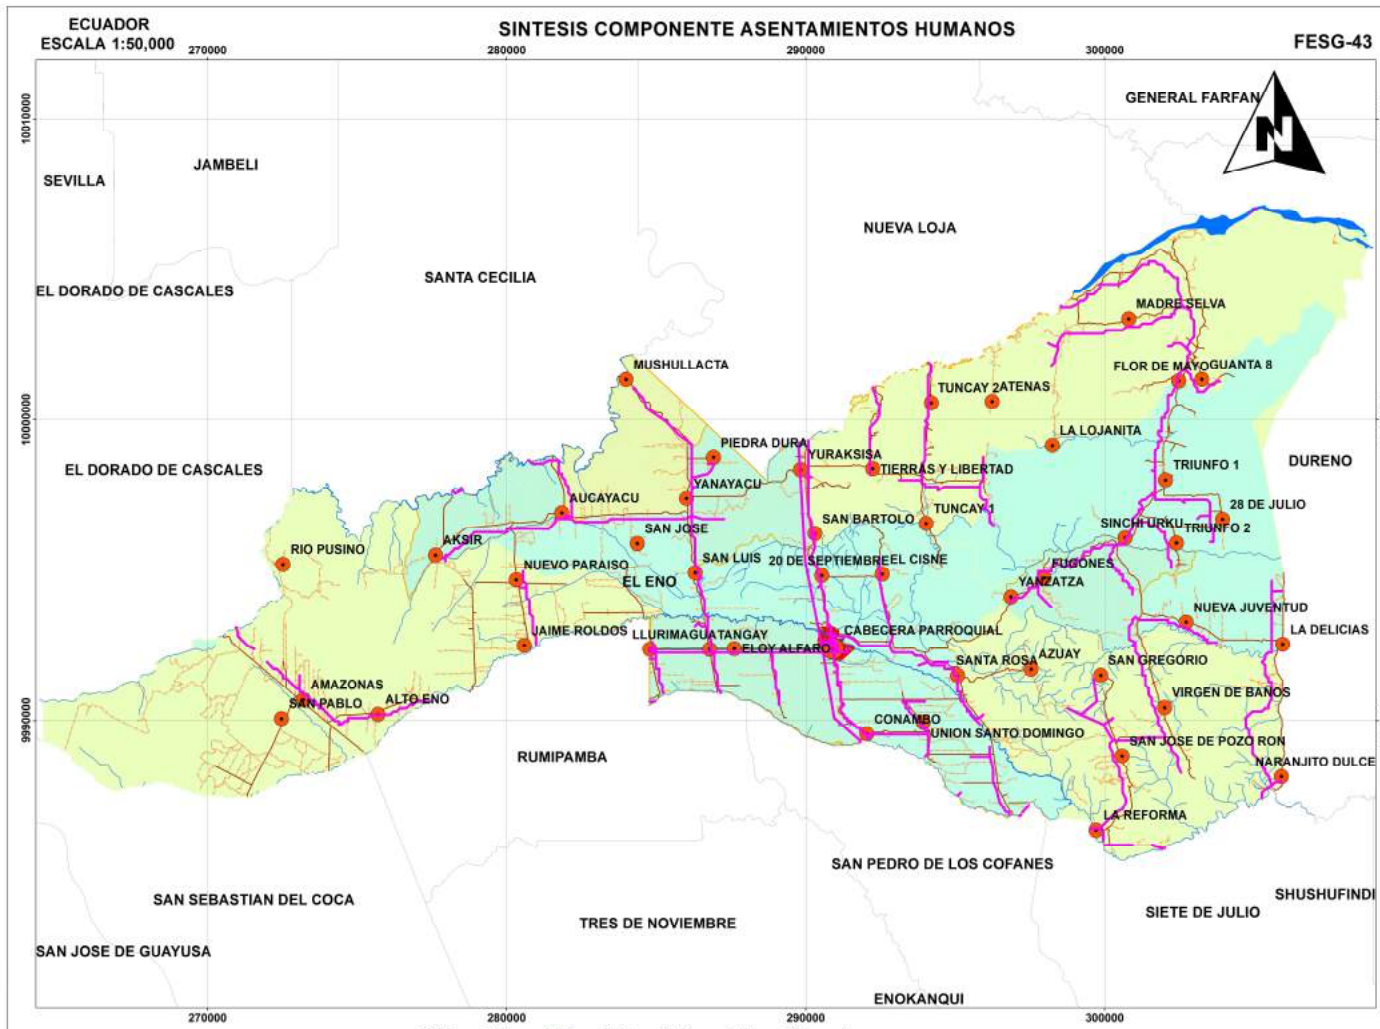 ECUADOR
ESCALA 1:50,000
SINTESIS COMPONENTE ASENTAMIENTOS HUMANOS
FESG-43
270000
280000
290000
300000
10010000
10000000
9990000
GENERAL FARFAN
N
JAMBELI
SEVILLA
NUEVA LOJA
SANTA CECILIA
EL DORADO DE CASCALES
MADRE SELVA
MUSHULLACTA
FLOR DE MAYO
GUANTA 8
TUNCAY 2
ATENAS
LA LOJANITA
PIEDRA DURA
YURAKSISA
TIERRAS Y LIBERTAD
DURENO
EL DORADO DE CASCALES
TRIUNFO 1
YANAYACU
AUCAYACU
28 DE JULIO
TUNCAY 1
SINCHI URKU
TRIUNFO 2
SAN BARTOLO
SAN JOSE
AKSIR
RIO PUSINO
SAN LUIS
20 DE SEPTIEMBRE
EL CISNE
FUGONES
NUEVO PARAISO
EL ENO
YANZATZA
NUEVA JUVENTUD
JAIME ROLDOS
LLURIMAGUA
TANGAY
CABECERA PARROQUIAL
LA DELICIAS
ELOY ALFARO
SANTA ROSA
AZUAY
SAN GREGORIO
AMAZONAS
SAN PABLO
ALTO ENO
VIRGEN DE BAÑOS
CONAMBO
UNION SANTO DOMINGO
SAN JOSE DE POZO RON
RUMIPAMBA
NARANJITO DULCE
LA REFORMA
SAN PEDRO DE LOS COFANES
SAN SEBASTIAN DEL COCA
SHUSHUFINDI
TRES DE NOVIEMBRE
SIETE DE JULIO
SAN JOSE DE GUAYUSA
ENOKANQUI
270000
280000
290000
300000